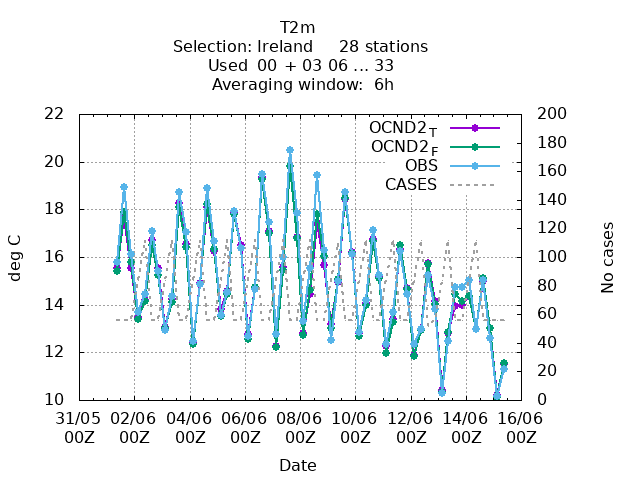 T2m
Selection: Ireland     28 stations
Used  00 + 03 06 ... 33
Averaging window:  6h
22 200
OCND2T
180
OCND2F
20 160
OBS
CASES
140
18
120
deg C
16 100
No cases
80
14
60
12 40
20
10 0
31/05 02/06 04/06 06/06 08/06 10/06 12/06 14/06 16/06
00Z 00Z 00Z 00Z 00Z 00Z 00Z 00Z 00Z
Date